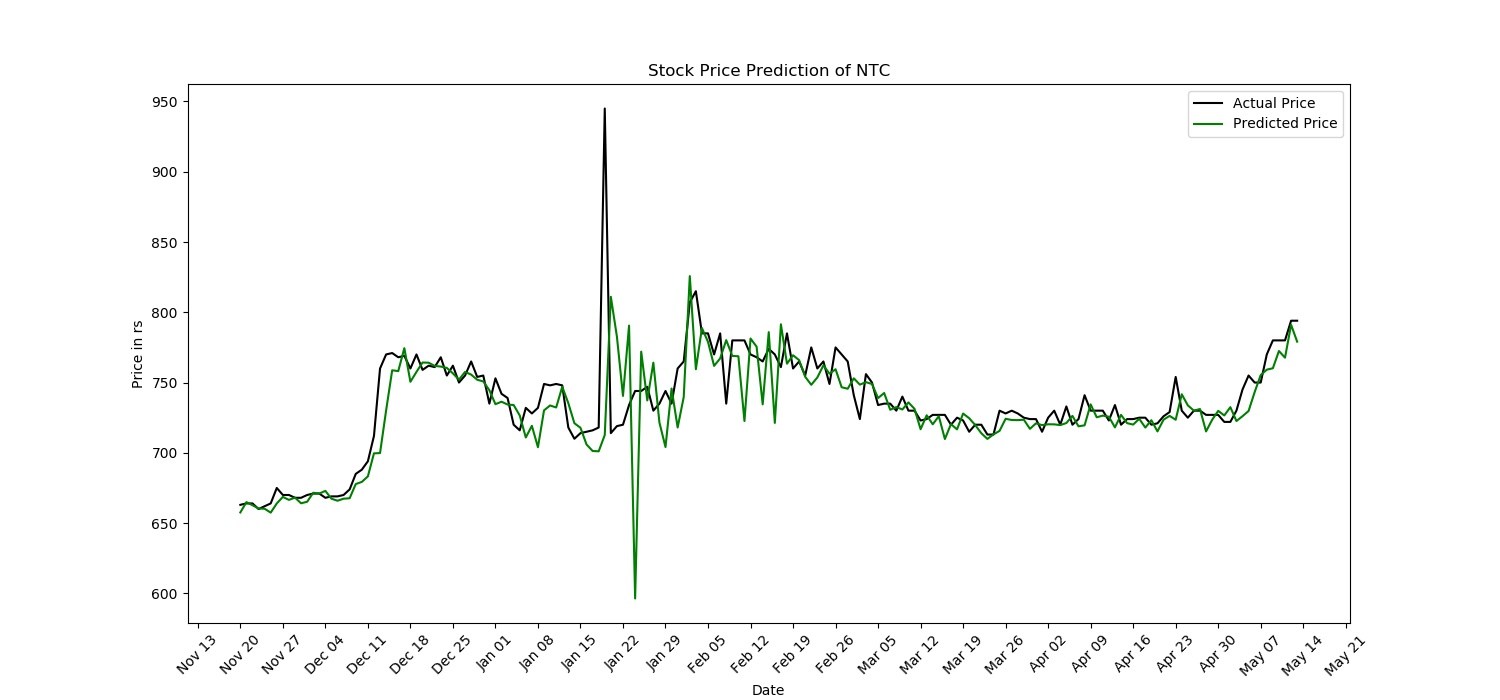 Stock Price Prediction of NTC
Actual Price
Predicted Price
Price in rs
950
900
850
800
750
700
650
600
Nov 13
Nov 20
Nov 27
Dec 04
Dec 11
Dec 18
Dec 25
Jan 01
Jan 08
Jan 15
Jan 22
Jan 29
Feb 05
Feb 12
Feb 19
Feb 26
Mar 05
Mar 12
Mar 19
Mar 26
Apr 02
Apr 09
Apr 16
Apr 23
Apr 30
May 07
May 14
May 21
Date